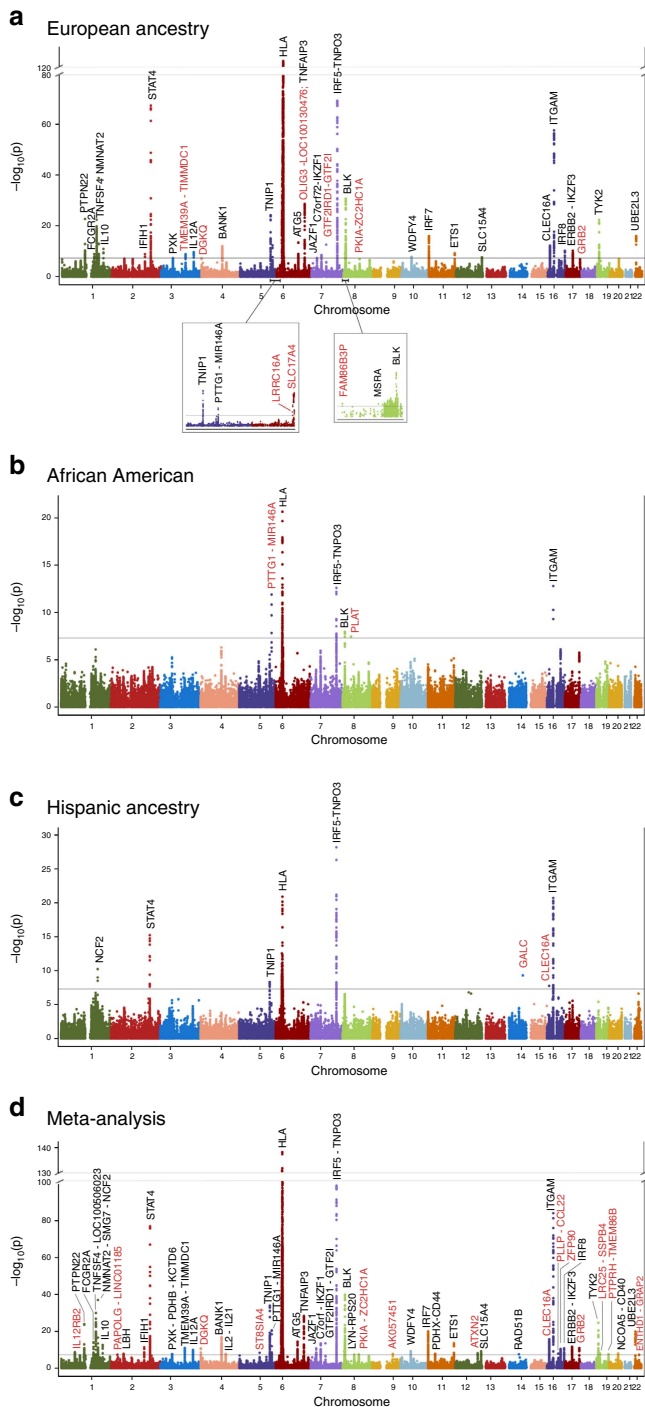 a
European ancestry
−log10(p)
120
80
60
40
20
0
PTPN22
FCGR2A
TNFSF4
NMNAT2
IL10
IFIH1
STAT4
PXK
TMEM39A - TIMMDC1
IL12A
DGKQ
BANK1
TNIP1
HLA
ATG5
OLIG3 -LOC100130476; TNFAIP3
JAZF1
C7orf72-IKZF1
GTF2IRD1-GTF2I
IRF5-TNPO3
BLK
PKIA-ZC2HC1A
WDFY4
IRF7
ETS1
SLC15A4
CLEC16A
ITGAM
IRF8
ERBB2 - IKZF3
GRB2
TYK2
UBE2L3
1 2 3 4 5 6 7 8 9 10 11 12 13 14 15 16 17 18 19 20 21 22
Chromosome
TNIP1
PTTG1 - MIR146A
LRRC16A
SLC17A4
FAM86B3P
MSRA
BLK
b
African American
−log10(p)
20
15
10
5
0
PTTG1 - MIR146A
HLA
IRF5-TNPO3
BLK
PLAT
ITGAM
1 2 3 4 5 6 7 8 9 10 11 12 13 14 15 16 17 18 19 20 21 22
Chromosome
c
Hispanic ancestry
−log10(p)
30
25
20
15
10
5
0
NCF2
STAT4
TNIP1
HLA
IRF5-TNPO3
GALC
CLEC16A
ITGAM
1 2 3 4 5 6 7 8 9 10 11 12 13 14 15 16 17 18 19 20 21 22
Chromosome
d
Meta-analysis
−log10(p)
140
130
100
80
60
40
20
0
IL12RB2
PTPN22
FCGR2A
TNFSF4 - LOC100506023
NMNAT2 - SMG7 - NCF2
IL10
PAPOLG - LINC01185
LBH
IFIH1
STAT4
PXK - PDHB - KCTD6
TMEM39A - TIMMDC1
IL12A
DGKQ
BANK1
IL2 - IL21
ST8SIA4
TNIP1
PTTG1 - MIR146A
HLA
ATG5
TNFAIP3
JAZF1
C7orf - IKZF1
GTF2IRD1 - GTF2I
IRF5 - TNPO3
BLK
LYN-RPS20
PKIA - ZC2HC1A
AK057451
WDFY4
IRF7
PDHX-CD44
ETS1
ATXN2
SLC15A4
RAD51B
CLEC16A
ITGAM
PLLP - CCL22
ZFP90
IRF8
ERBB2 - IKZF3
GRB2
TYK2
LRC25 - SSPB4
PTPRH - TMEM86B
NCOA5 - CD40
UBE2L3
ENTHD1 - GRAP2
1 2 3 4 5 6 7 8 9 10 11 12 13 14 15 16 17 18 19 20 21 22
Chromosome